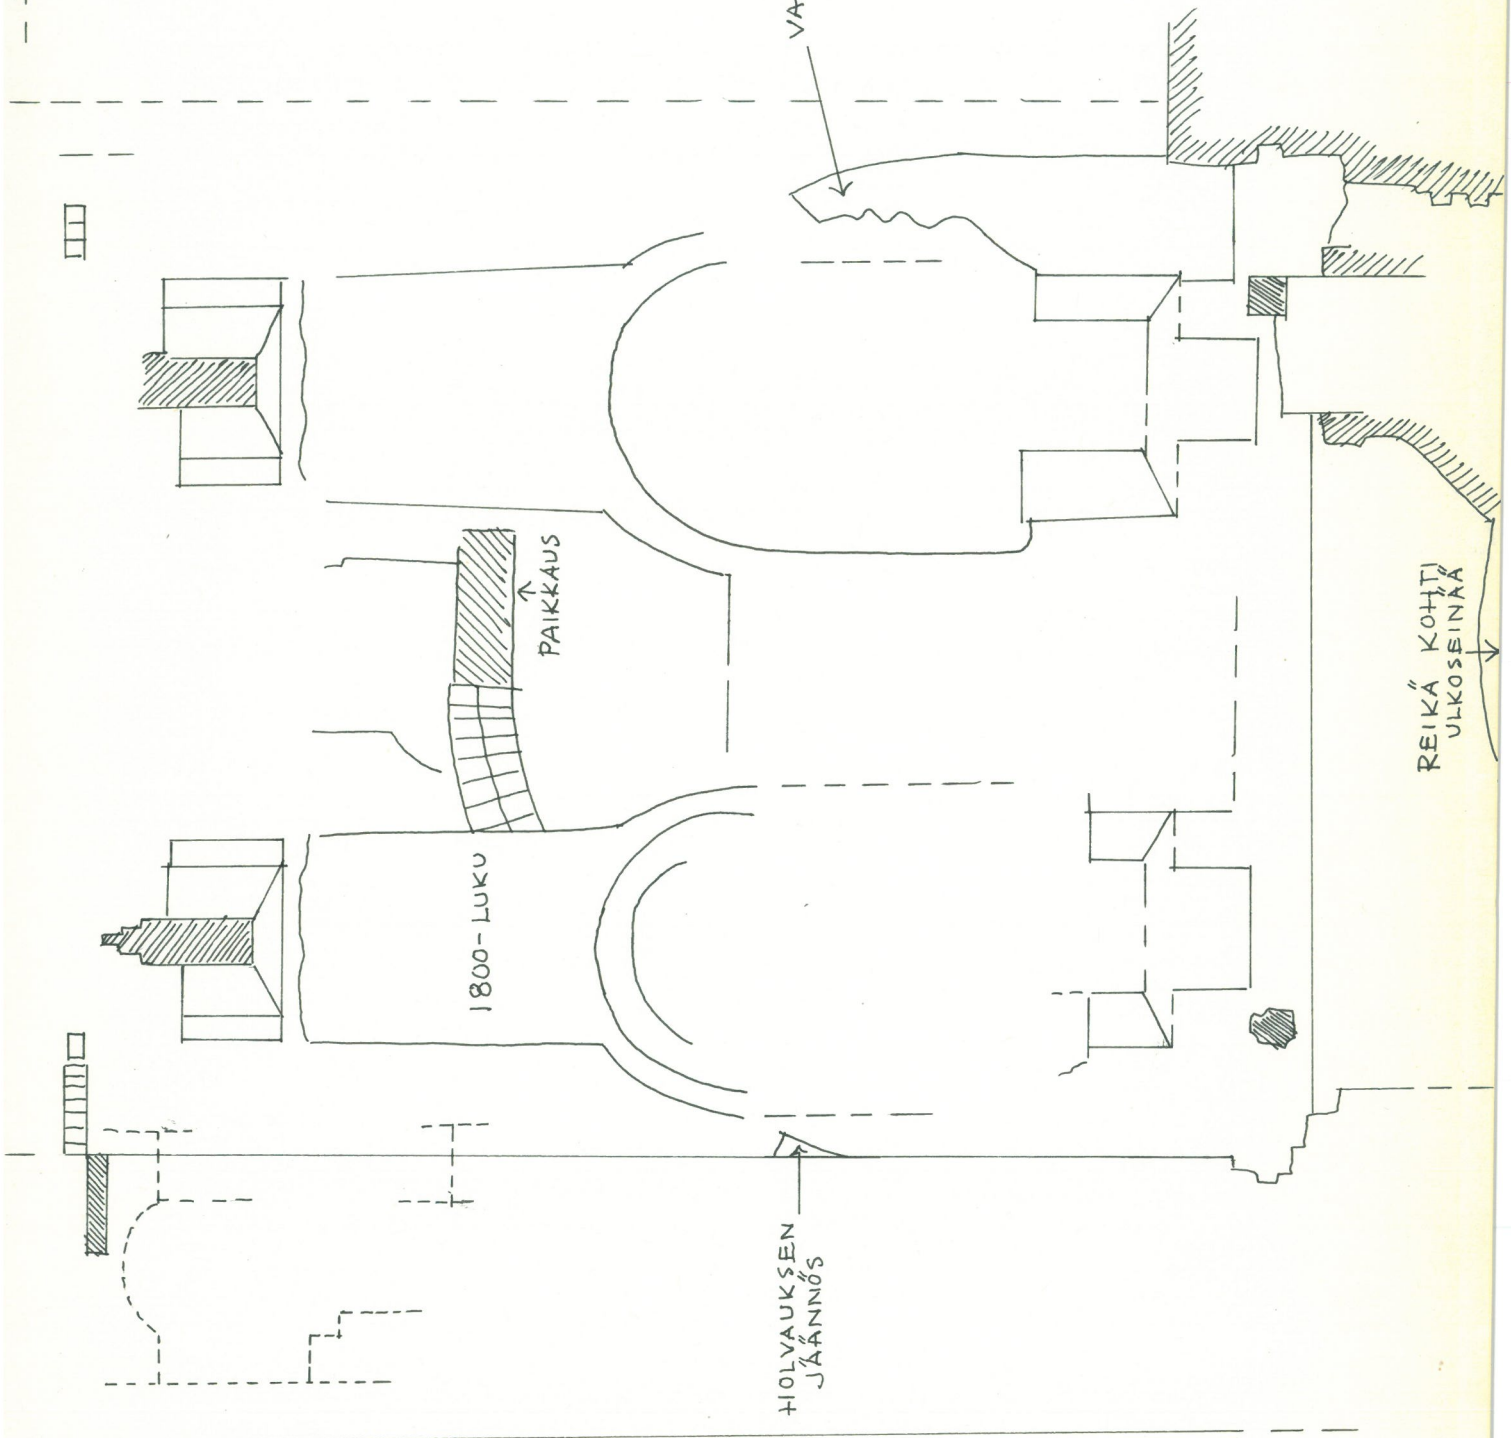 VA
PAIKKAUS
1800-LUKU
REIKÄ KOHTI
ULKOSEINÄÄ
HOLVAUKSEN
JÄÄNNÖS